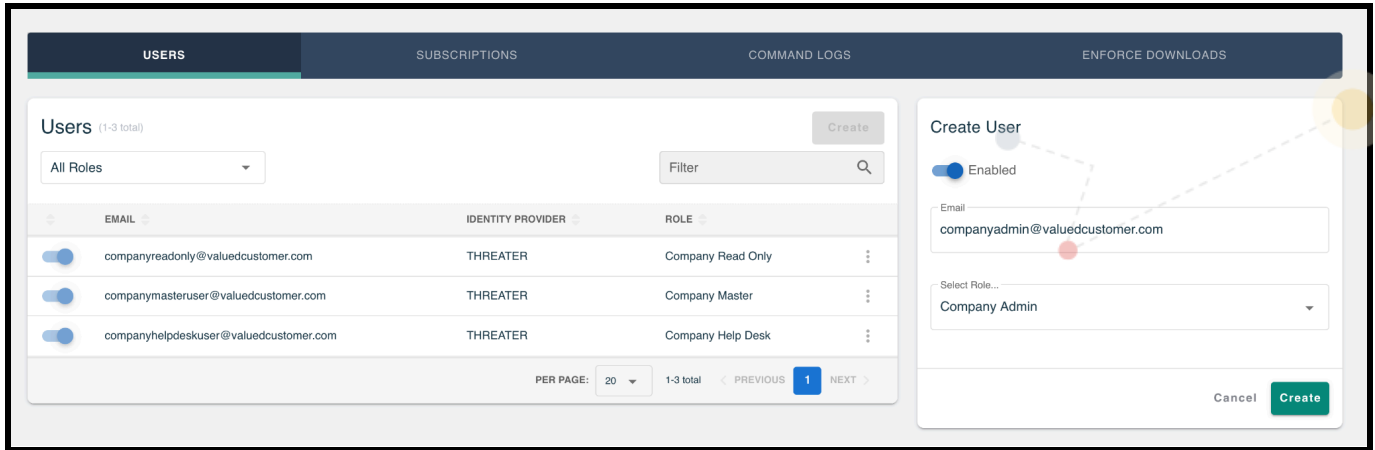 USERS SUBSCRIPTIONS COMMAND LOGS ENFORCE DOWNLOADS
Users (1-3 total)
Create
All Roles
Filter
EMAIL IDENTITY PROVIDER ROLE
companyreadonly@valuedcustomer.com THREATER Company Read Only
companymasteruser@valuedcustomer.com THREATER Company Master
companyhelpdeskuser@valuedcustomer.com THREATER Company Help Desk
PER PAGE: 20 1-3 total PREVIOUS 1 NEXT
Create User
Enabled
Email
companyadmin@valuedcustomer.com
Select Role...
Company Admin
Cancel Create